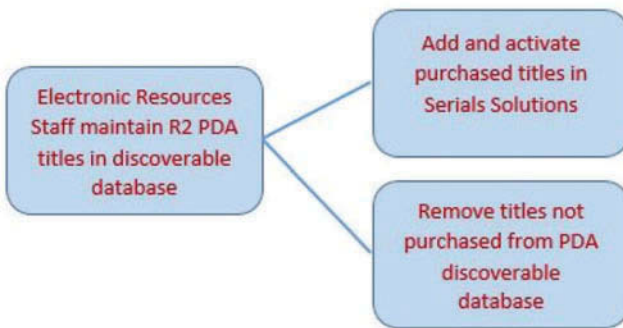 Electronic Resources
Staff maintain R2 PDA
titles in discoverable
database
Add and activate
purchased titles in
Serials Solutions
Remove titles not
purchased from PDA
discoverable
database